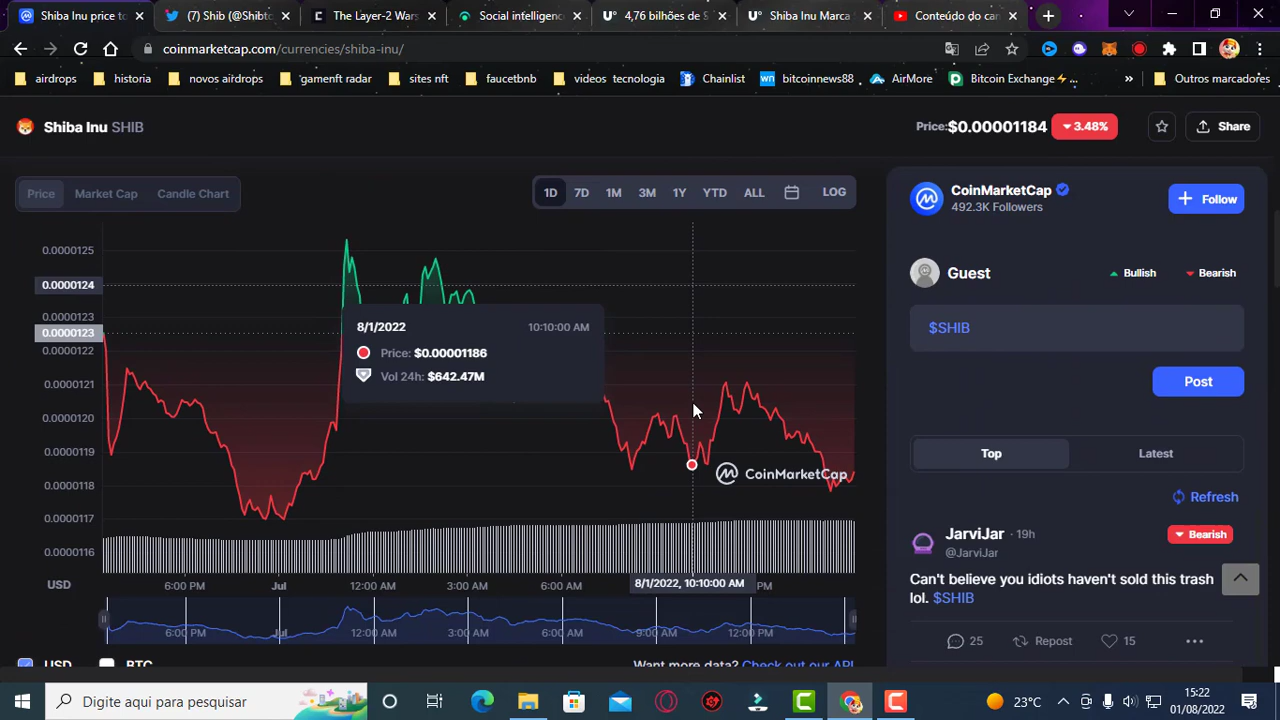 Shiba Inu price to
(7) Shib (@Shibto
The Layer-2 Wars
Social intelligence
4,76 bilhões de S
Shiba Inu Marca
Conteúdo do can
coinmarketcap.com/currencies/shiba-inu/
airdrops
historia
novos airdrops
gamenft radar
sites nft
faucetbnb
videos tecnologia
Chainlist
bitcoinnews88
AirMore
Bitcoin Exchange
Outros marcadores
Shiba Inu SHIB
Price:$0.00001184
3.48%
Share
Price
Market Cap
Candle Chart
1D
7D
1M
3M
1Y
YTD
ALL
LOG
0.0000125
0.0000124
0.0000123
0.0000123
0.0000122
0.0000121
0.0000120
0.0000119
0.0000118
0.0000117
0.0000116
8/1/2022
10:10:00 AM
Price: $0.00001186
Vol 24h: $642.47M
CoinMarketCap
USD
6:00 PM
Jul
12:00 AM
3:00 AM
6:00 AM
8/1/2022, 10:10:00 AM
PM
6:00 PM
Jul
12:00 AM
3:00 AM
6:00 AM
9:00 AM
12:00 PM
USD
BTC
Want more data? Check out our API
CoinMarketCap
492.3K Followers
+ Follow
Guest
Bullish
Bearish
$SHIB
Post
Top
Latest
Refresh
JarviJar · 19h
@JarviJar
Bearish
Can't believe you idiots haven't sold this trash
lol. $SHIB
25
Repost
15
Digite aqui para pesquisar
23°C
15:22
01/08/2022